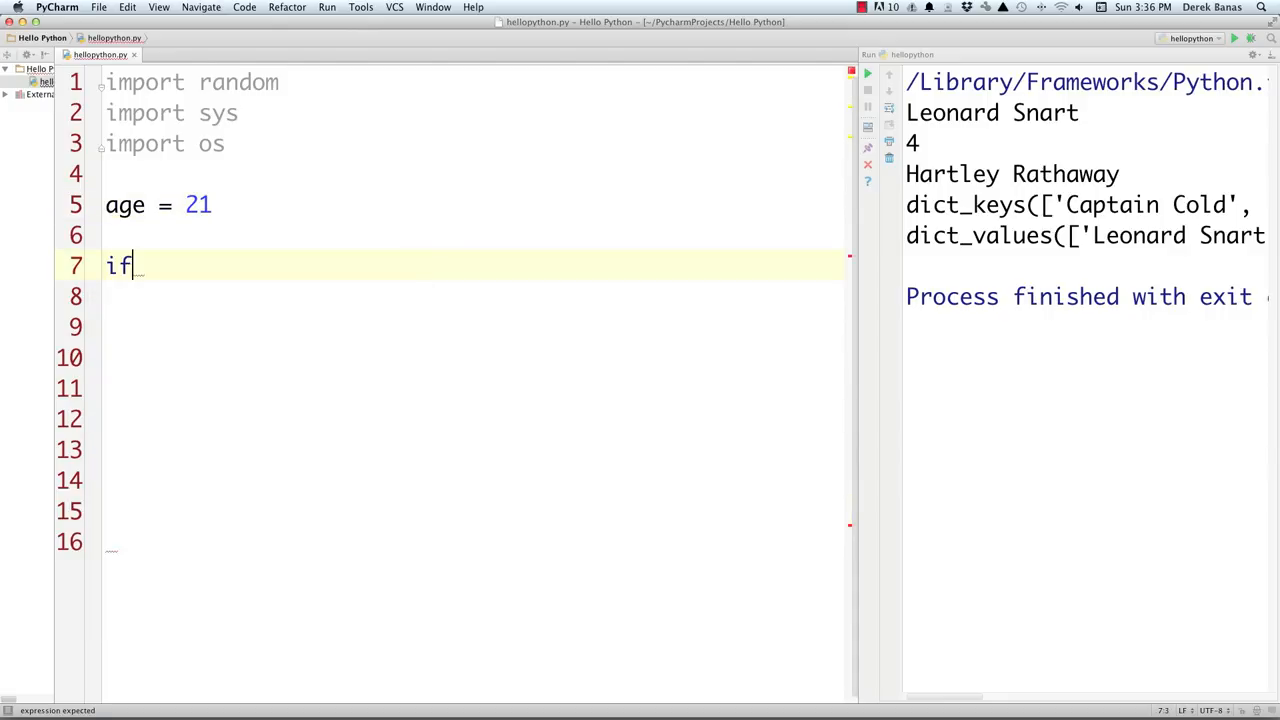 PyCharm File Edit View Navigate Code Refactor Run Tools VCS Window Help 10 Sun 3:36 PM Derek Banas
hellopython.py - Hello Python - [~/PycharmProjects/Hello Python]
Hello Python hellopython.py hellopython
hellopython.py × Run hellopython
Hello P
hell
Externa
1 import random
2 import sys
3 import os
4
5 age = 21
6
7 if
8
9
10
11
12
13
14
15
16
/Library/Frameworks/Python.
Leonard Snart
4
Hartley Rathaway
dict_keys(['Captain Cold',
dict_values(['Leonard Snart
Process finished with exit
expression expected 7:3 LF UTF-8